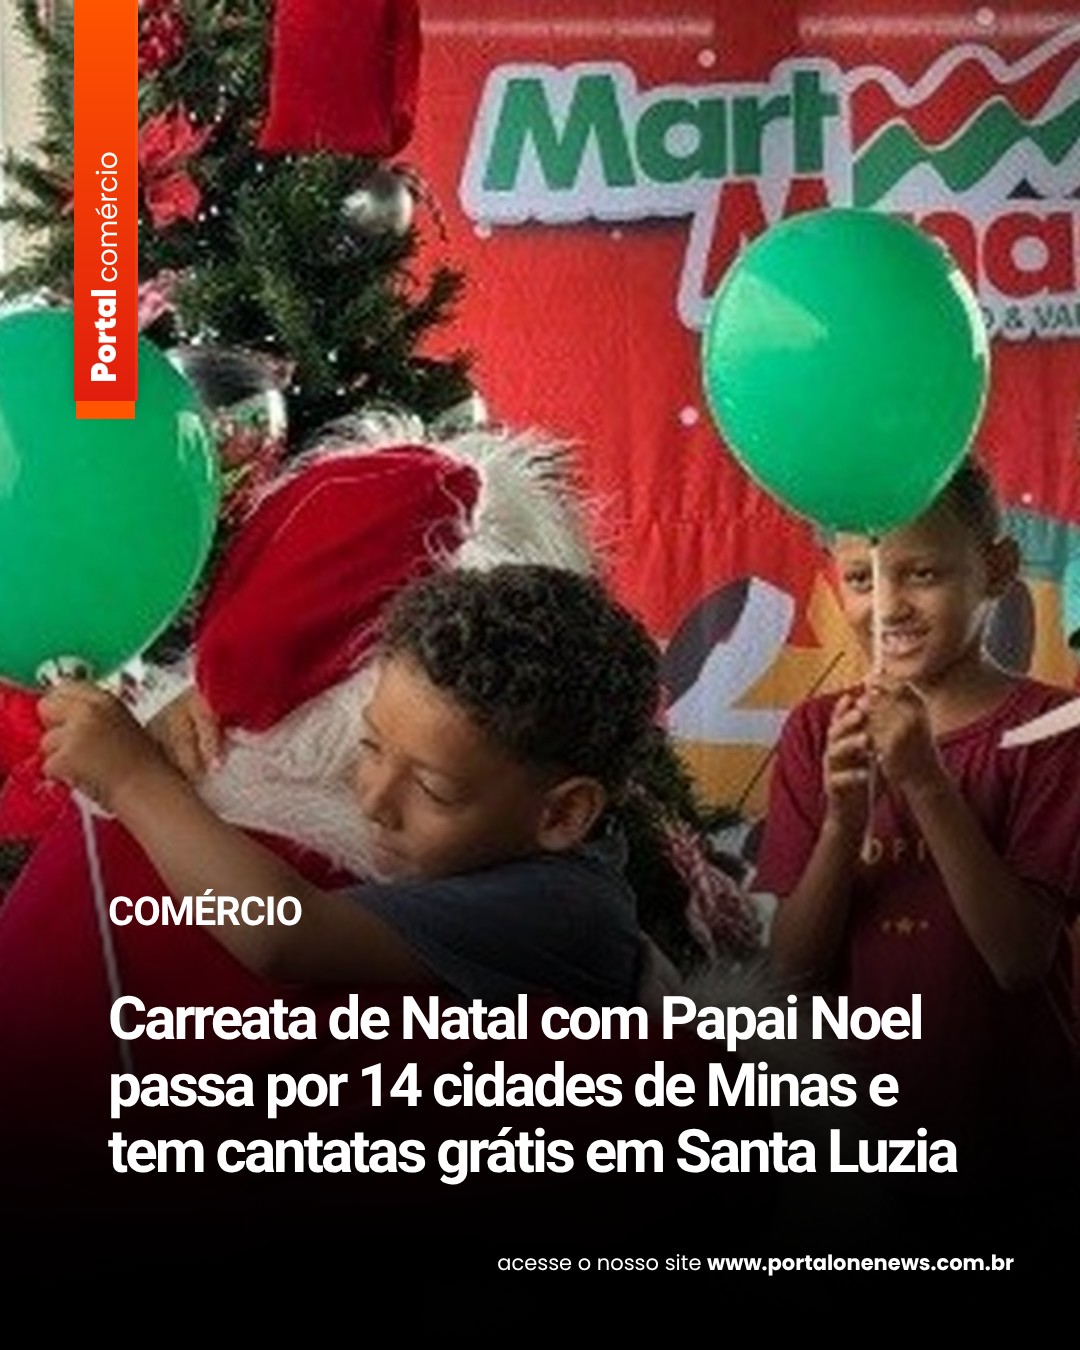 Portal comércio
Mart
& VA
COMÉRCIO
Carreata de Natal com Papai Noel
passa por 14 cidades de Minas e
tem cantatas grátis em Santa Luzia
acesse o nosso site www.portalonenews.com.br